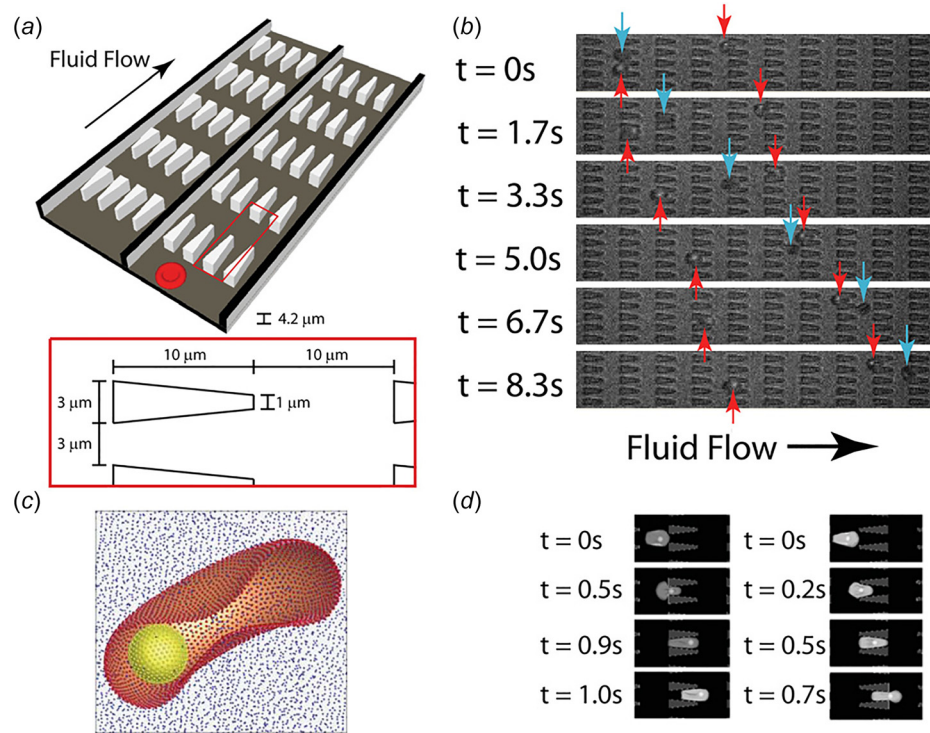 (a)
Fluid Flow
4.2 μm
10 μm
10 μm
3 μm
1 μm
3 μm
(b)
t = 0s
t = 1.7s
t = 3.3s
t = 5.0s
t = 6.7s
t = 8.3s
Fluid Flow
(c)
(d)
t = 0s
t = 0s
t = 0.5s
t = 0.2s
t = 0.9s
t = 0.5s
t = 1.0s
t = 0.7s